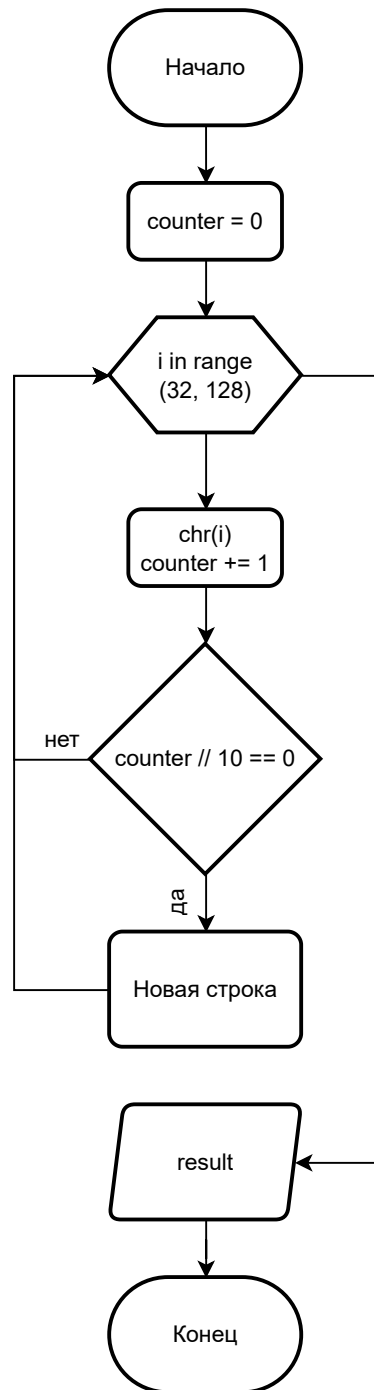 Начало
counter = 0
i in range
(32, 128)
chr(i)
counter += 1
нет
counter // 10 == 0
да
Новая строка
result
Конец